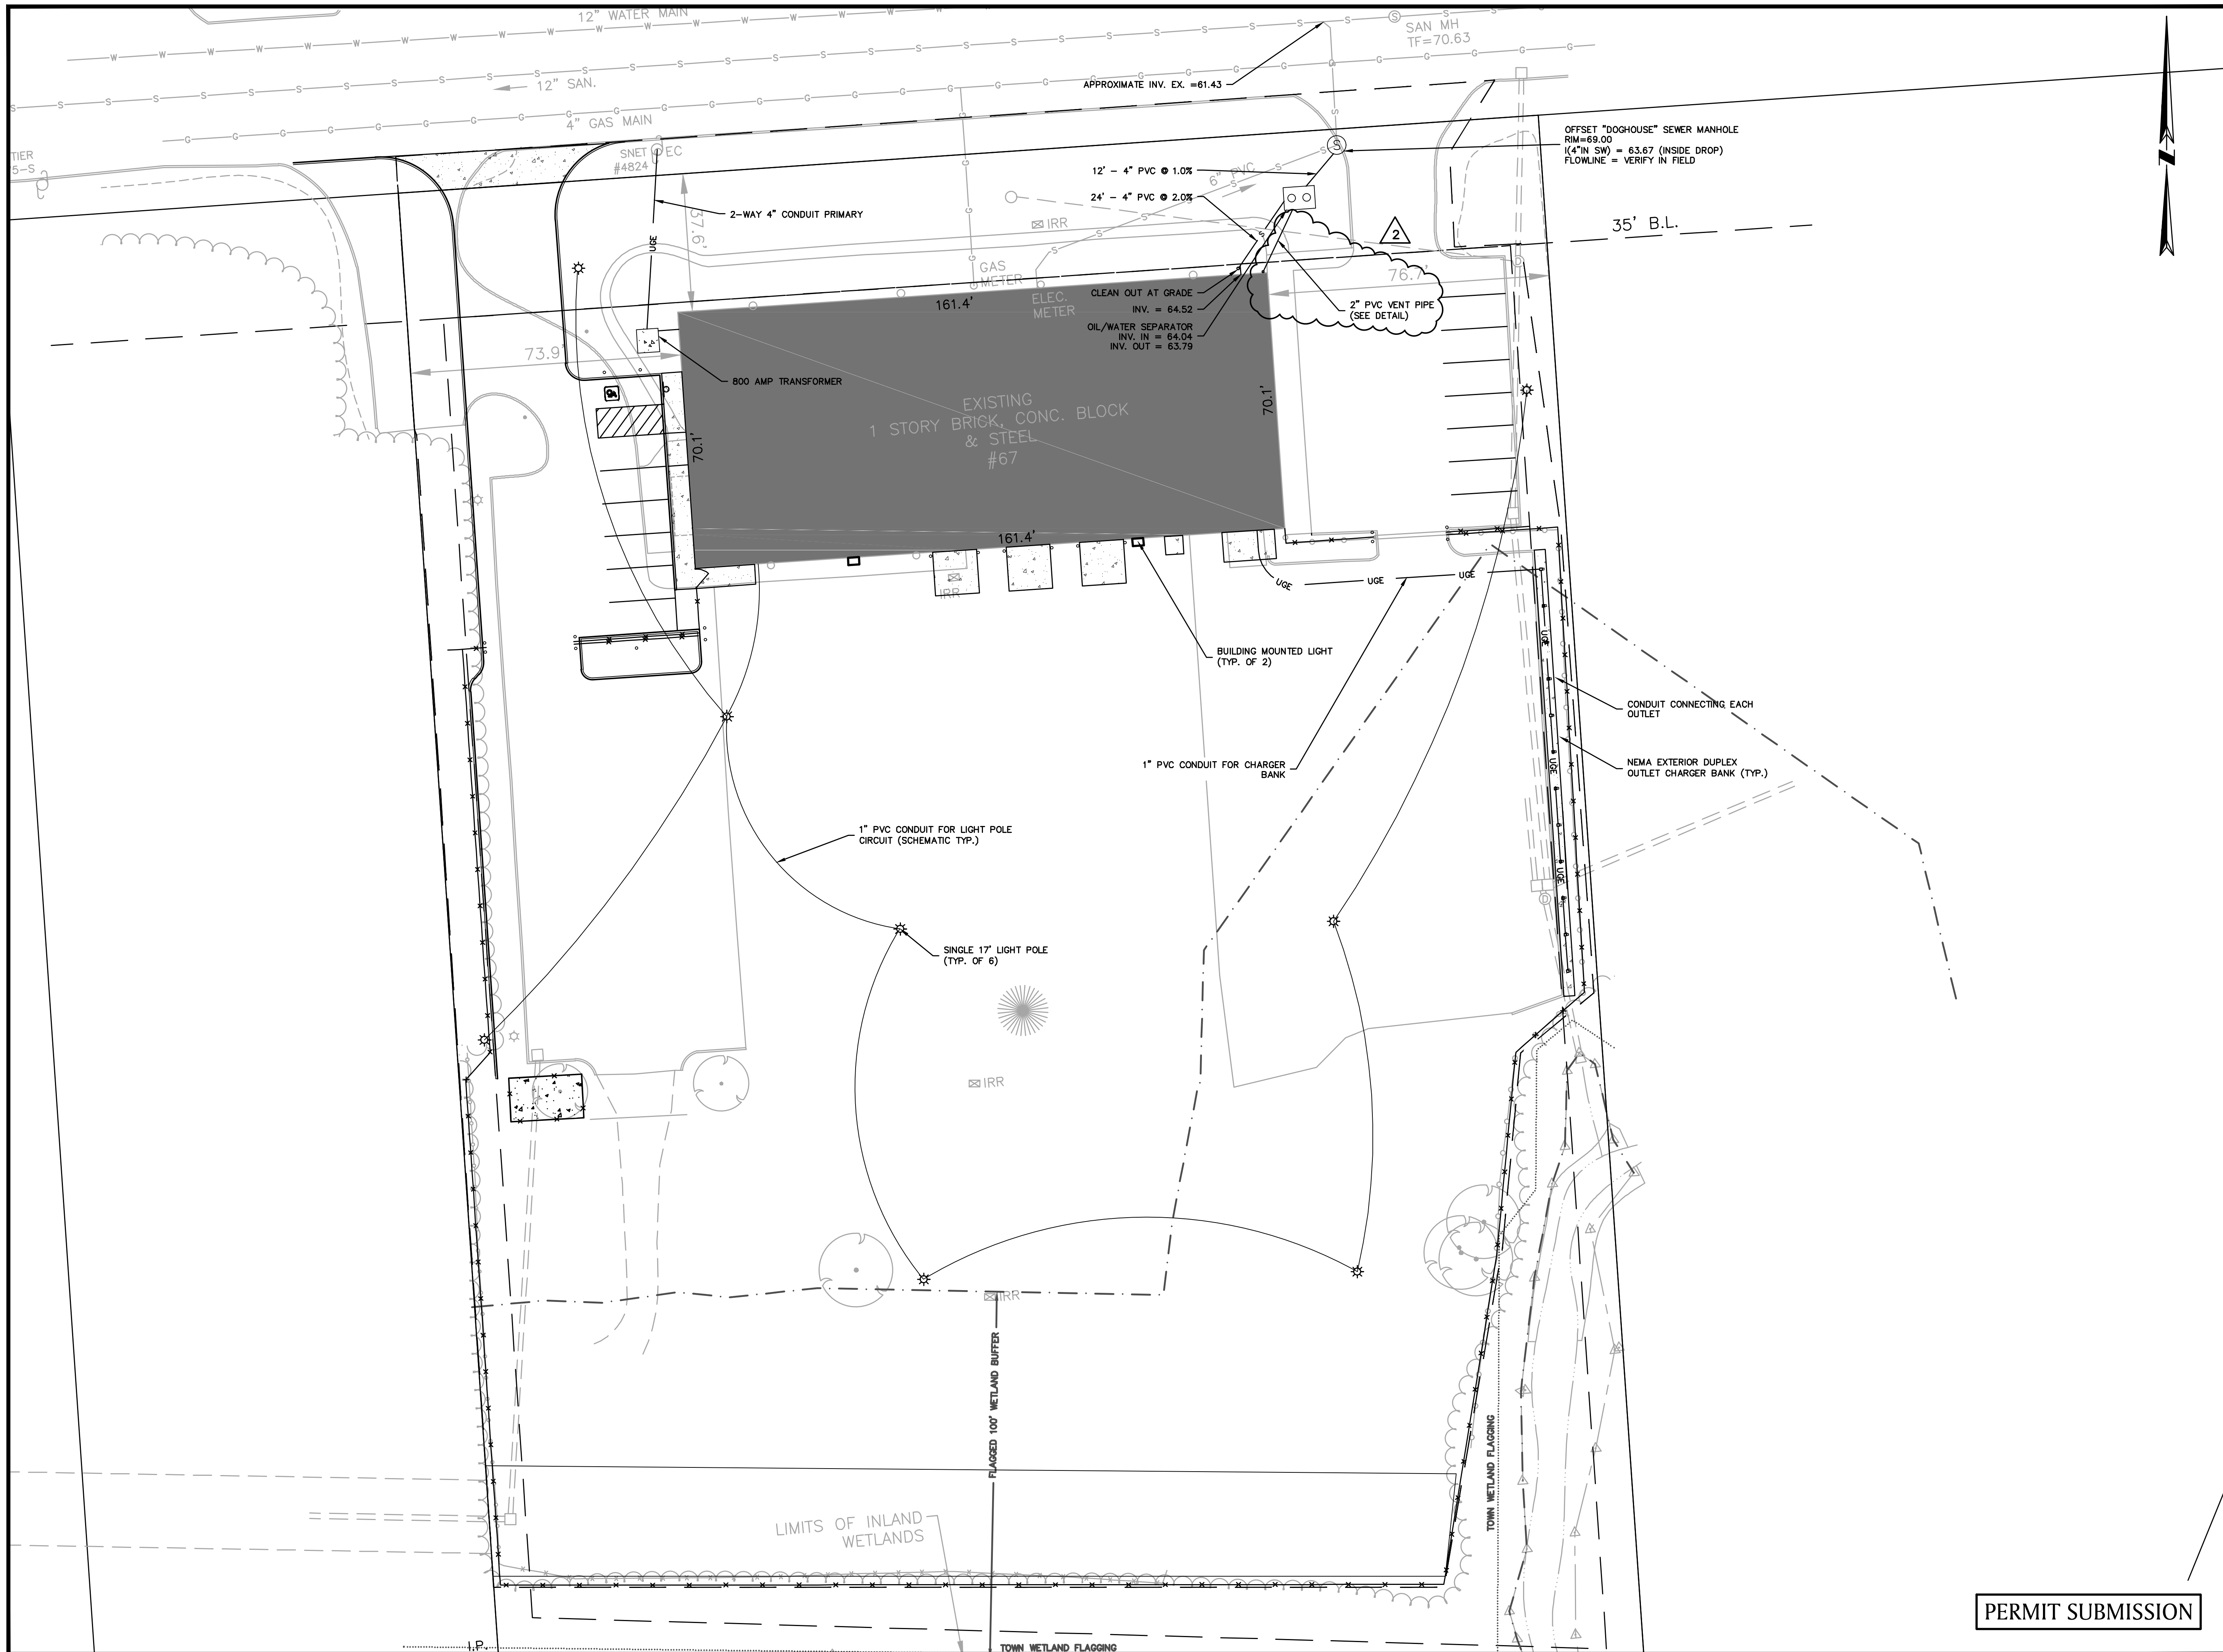 12" WATER MAIN
SAN MH
TF=70.63
12" SAN.
APPROXIMATE INV. EX. =61.43
4" GAS MAIN
OFFSET "DOGHOUSE" SEWER MANHOLE
RIM=69.00
I(4"IN SW) = 63.67 (INSIDE DROP)
FLOWLINE = VERIFY IN FIELD
TIER
5-S
SNET
#4824
EC
12' - 4" PVC @ 1.0%
6" PVC
24' - 4" PVC @ 2.0%
2-WAY 4" CONDUIT PRIMARY
37.6'
UGE
IRR
2
35' B.L.
GAS
METER
76.7'
CLEAN OUT AT GRADE
INV. = 64.52
ELEC.
METER
161.4'
2" PVC VENT PIPE
(SEE DETAIL)
OIL/WATER SEPARATOR
INV. IN = 64.04
INV. OUT = 63.79
73.9'
800 AMP TRANSFORMER
EXISTING
1 STORY BRICK, CONC. BLOCK
& STEEL
#67
70.1'
70.1'
161.4'
IRR
UGE
UGE
UGE
UGE
BUILDING MOUNTED LIGHT
(TYP. OF 2)
CONDUIT CONNECTING EACH
OUTLET
1" PVC CONDUIT FOR CHARGER
BANK
UGE
NEMA EXTERIOR DUPLEX
OUTLET CHARGER BANK (TYP.)
1" PVC CONDUIT FOR LIGHT POLE
CIRCUIT (SCHEMATIC TYP.)
UGE
SINGLE 17' LIGHT POLE
(TYP. OF 6)
IRR
IRR
FLAGGED 100' WETLAND BUFFER
TOWN WETLAND FLAGGING
LIMITS OF INLAND
WETLANDS
PERMIT SUBMISSION
I.P.
TOWN WETLAND FLAGGING